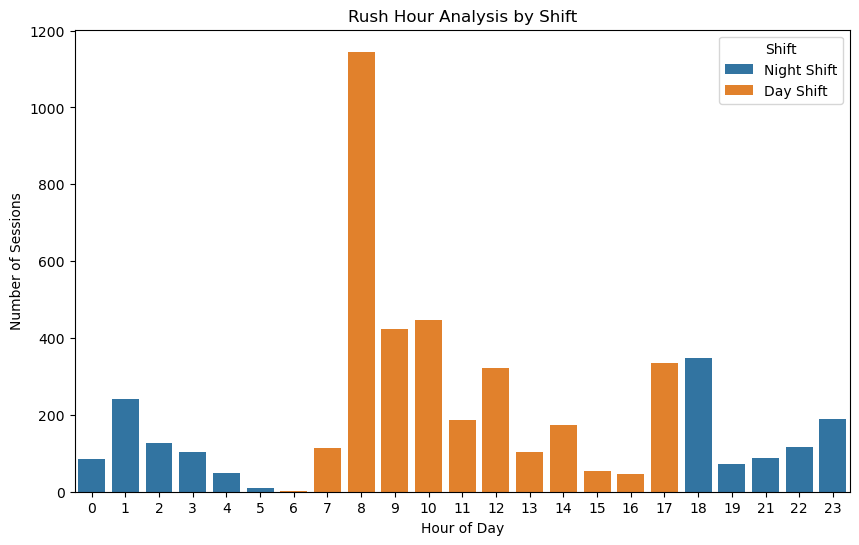 Rush Hour Analysis by Shift
1200
1000
800
600
400
200
0
Number of Sessions
Shift
Night Shift
Day Shift
0 1 2 3 4 5 6 7 8 9 10 11 12 13 14 15 16 17 18 19 21 22 23
Hour of Day